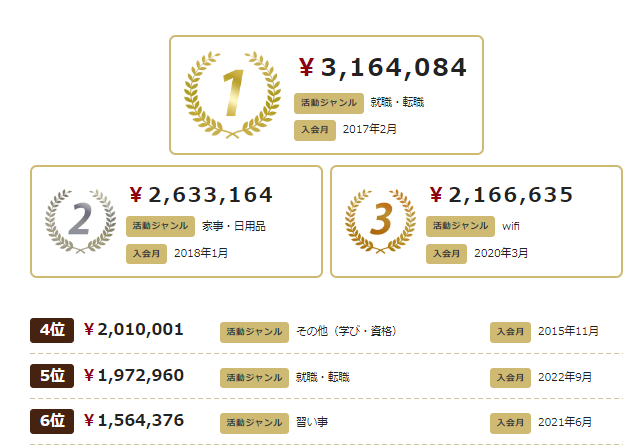 1
¥3,164,084
活動ジャンル 就職・転職
入会月 2017年2月
2
¥2,633,164
活動ジャンル 家事・日用品
入会月 2018年1月
3
¥2,166,635
活動ジャンル wifi
入会月 2020年3月
4位 ¥2,010,001 活動ジャンル その他（学び・資格） 入会月 2015年11月
5位 ¥1,972,960 活動ジャンル 就職・転職 入会月 2022年9月
6位 ¥1,564,376 活動ジャンル 習い事 入会月 2021年6月